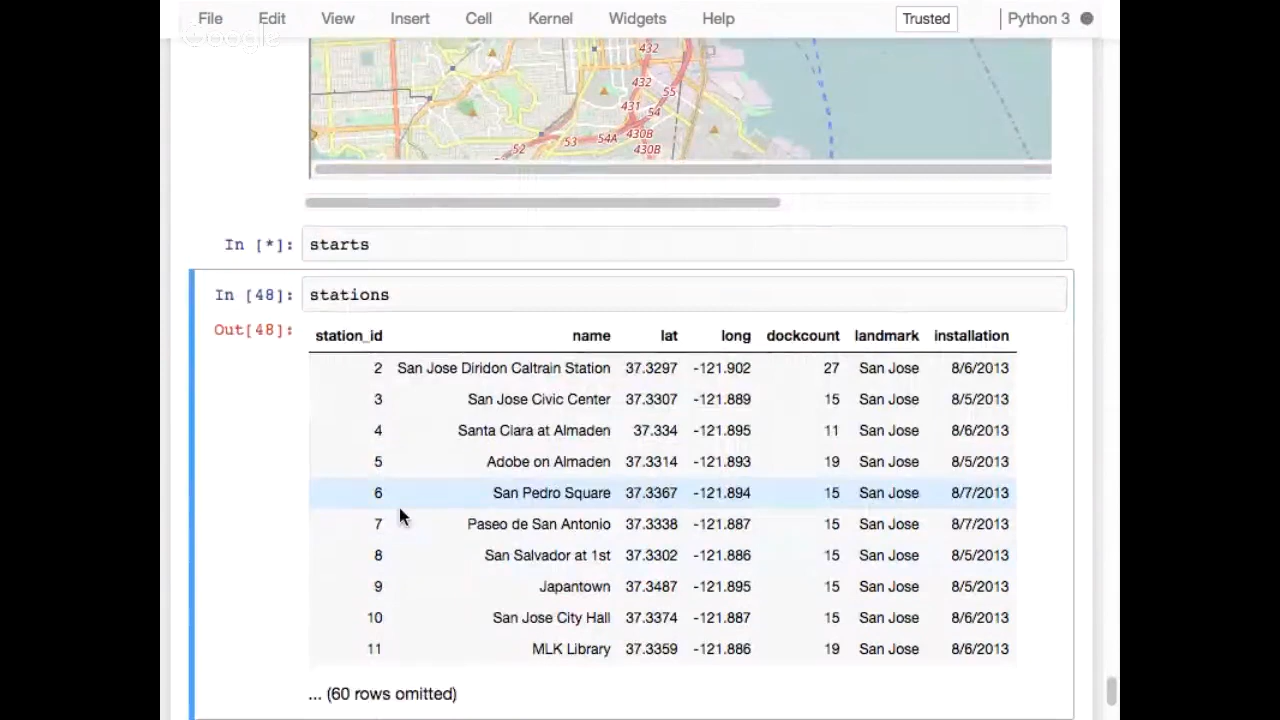 File Edit View Insert Cell Kernel Widgets Help Trusted Python 3
Google
432
432
55
431
54
430B
54A
53
52
430B
In [*]: starts
In [48]: stations
Out[48]:
station_id name lat long dockcount landmark installation
2 San Jose Diridon Caltrain Station 37.3297 -121.902 27 San Jose 8/6/2013
3 San Jose Civic Center 37.3307 -121.889 15 San Jose 8/5/2013
4 Santa Clara at Almaden 37.334 -121.895 11 San Jose 8/6/2013
5 Adobe on Almaden 37.3314 -121.893 19 San Jose 8/5/2013
6 San Pedro Square 37.3367 -121.894 15 San Jose 8/7/2013
7 Paseo de San Antonio 37.3338 -121.887 15 San Jose 8/7/2013
8 San Salvador at 1st 37.3302 -121.886 15 San Jose 8/5/2013
9 Japantown 37.3487 -121.895 15 San Jose 8/5/2013
10 San Jose City Hall 37.3374 -121.887 15 San Jose 8/6/2013
11 MLK Library 37.3359 -121.886 19 San Jose 8/6/2013
... (60 rows omitted)